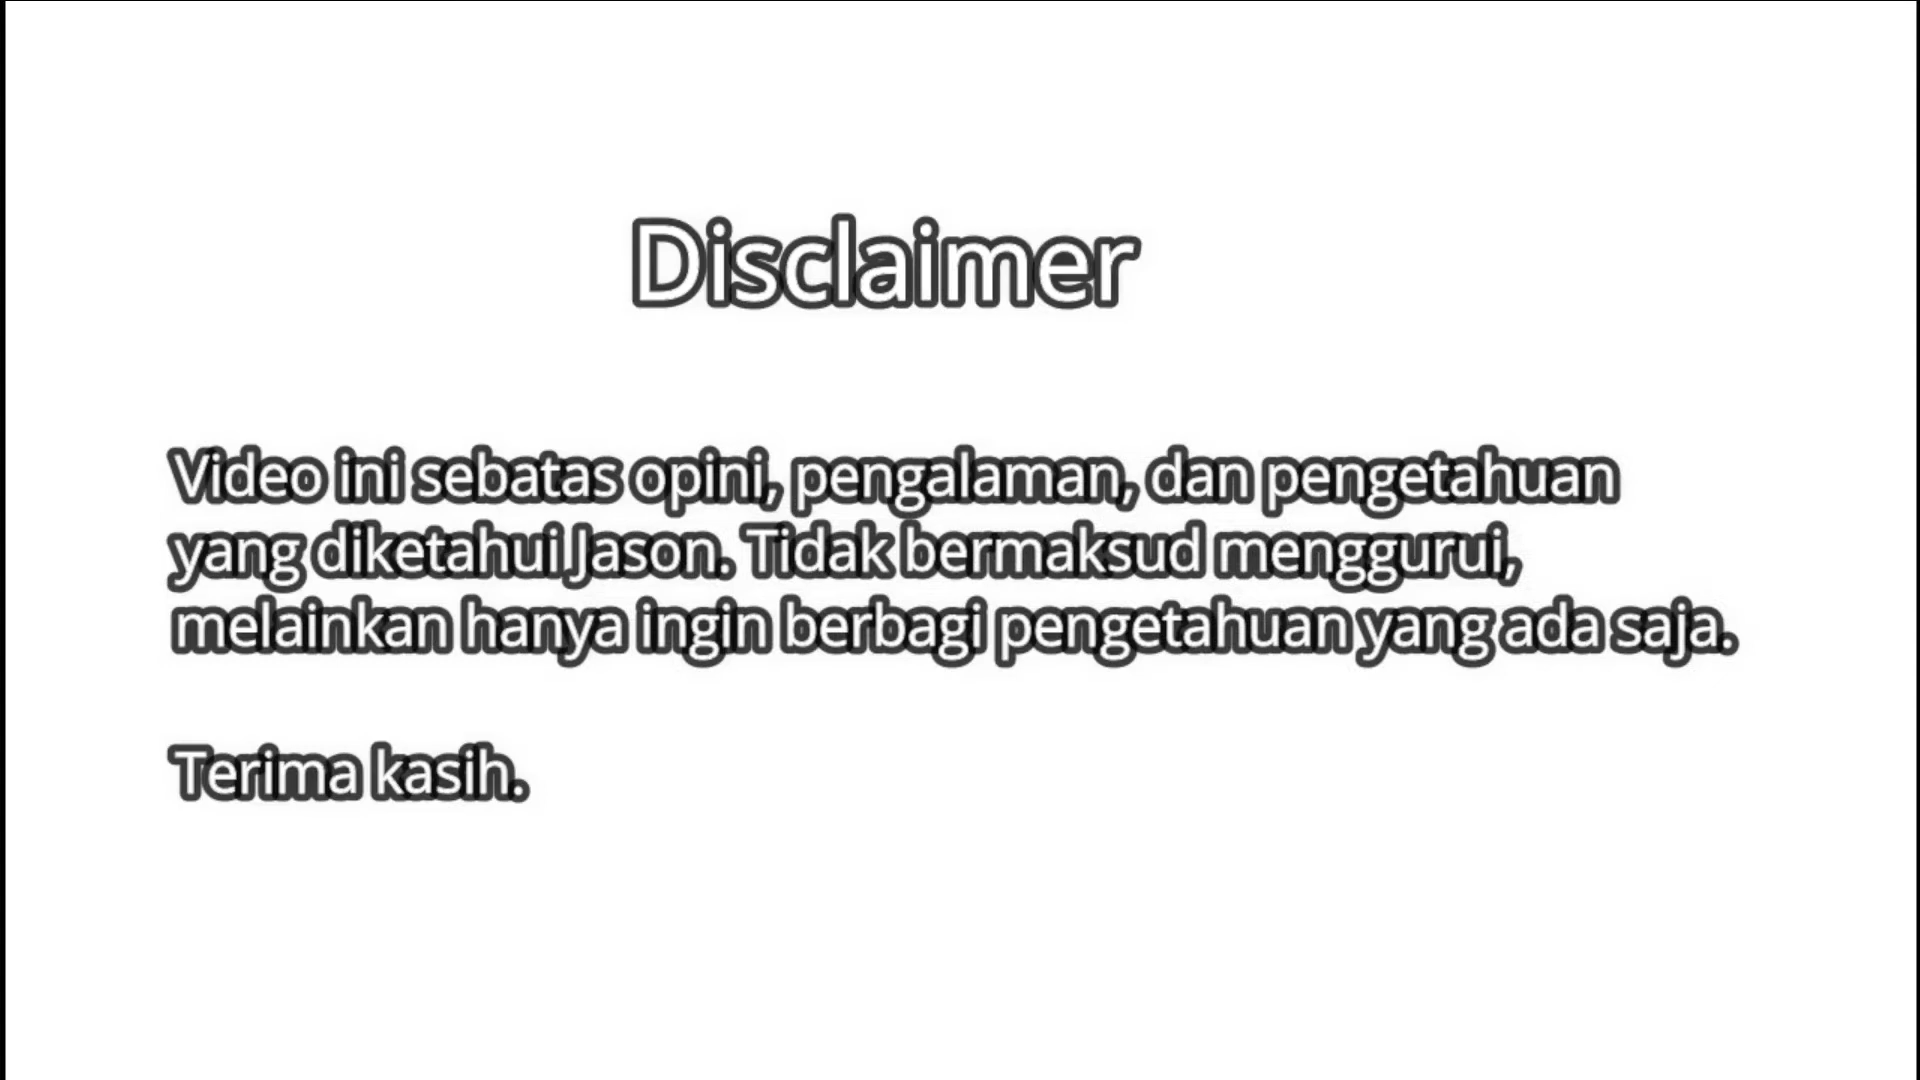 Disclaimer
Video ini sebatas opini, pengalaman, dan pengetahuan
yang diketahui Jason. Tidak bermaksud menggurui,
melainkan hanya ingin berbagi pengetahuan yang ada saja.
Terima kasih.